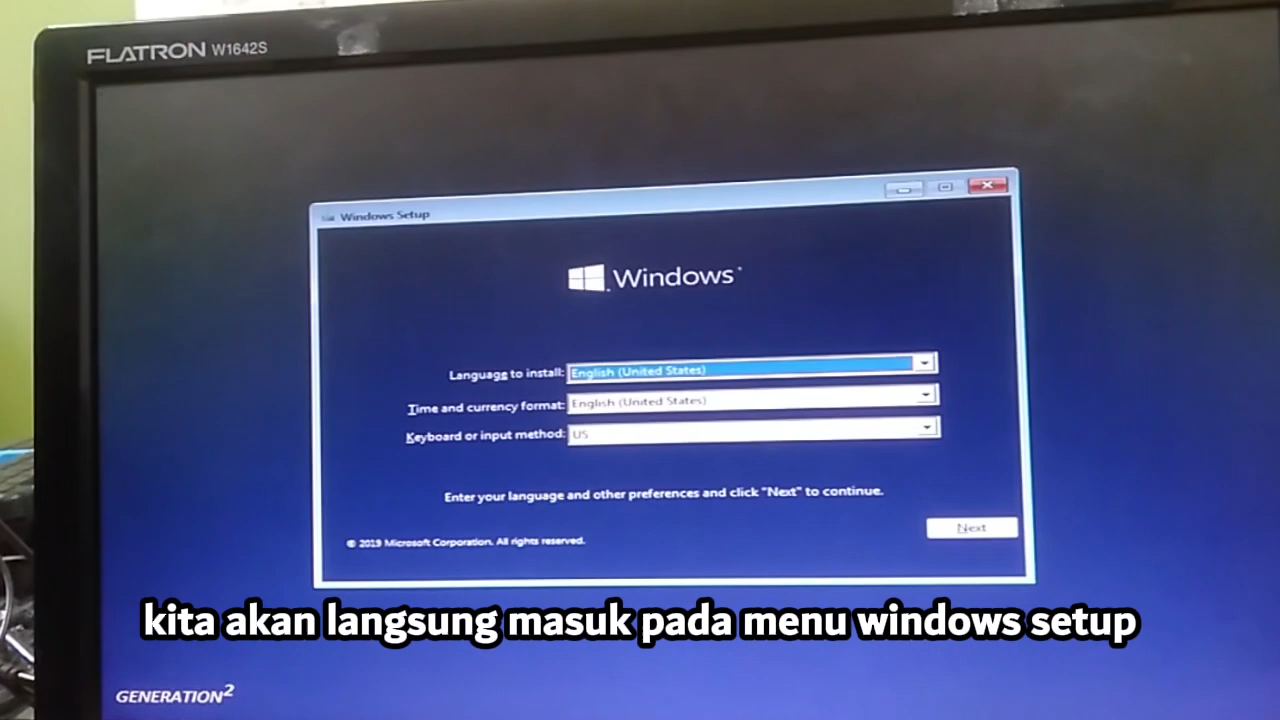 FLATRON W1642S
Windows Setup
Windows
Language to install: English (United States)
Time and currency format: English (United States)
Keyboard or input method: US
Enter your language and other preferences and click "Next" to continue.
Next
© 2019 Microsoft Corporation. All rights reserved.
kita akan langsung masuk pada menu windows setup
GENERATION²